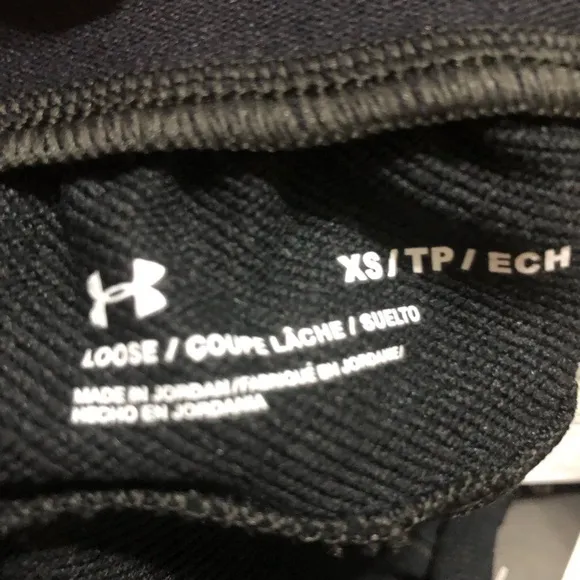 XS / TP / ECH
LOOSE / COUPE LÂCHE / SUELTO
MADE IN JORDAN / FABRIQUÉ EN JORDANIE /
HECHO EN JORDANIA